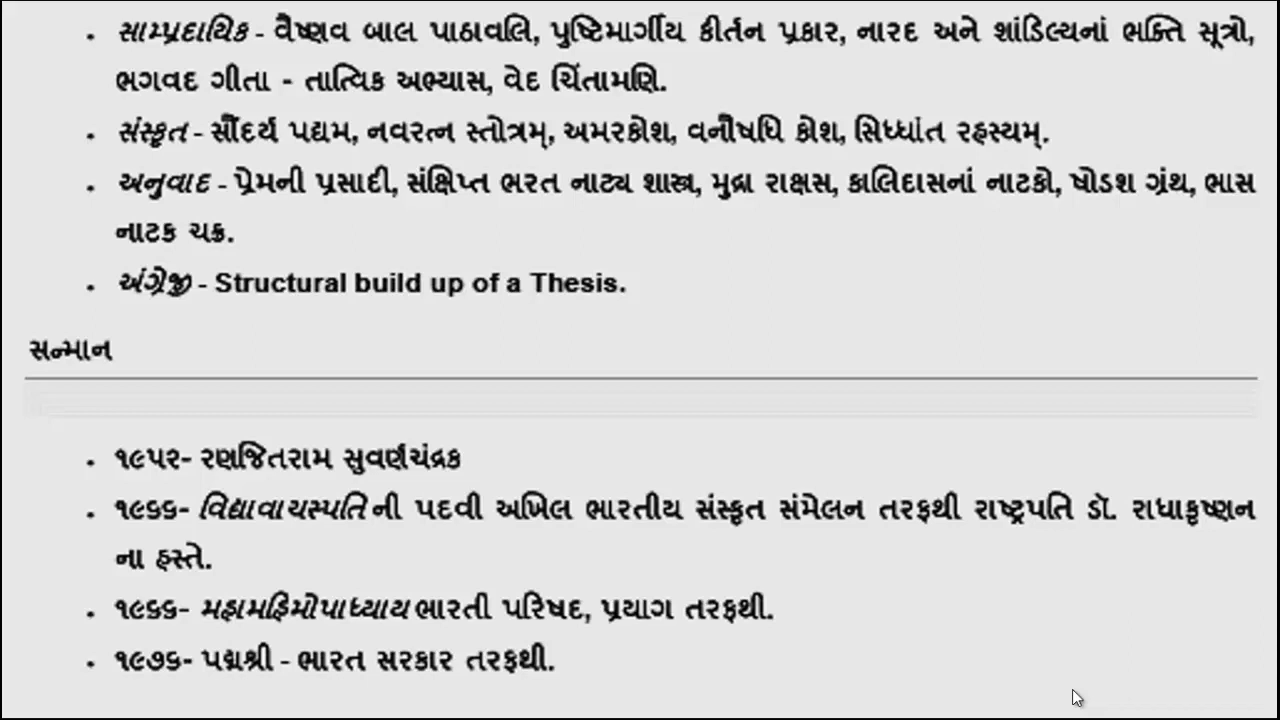 • સામ્પ્રદાયિક - વૈષ્ણવ બાલ પાઠાવલિ, પુષ્ટિમાર્ગીય કીર્તન પ્રકાર, નારદ અને શાંડિલ્યનાં ભક્તિ સૂત્રો,
ભગવદ ગીતા - તાત્વિક અભ્યાસ, વેદ ચિંતામણિ.
• સંસ્કૃત - સૌંદર્ય પદ્યમ, નવરત્ન સ્તોત્રમ્, અમરકોશ, વનૌષધિ કોશ, સિધ્ધાંત રહસ્યમ્.
• અનુવાદ - પ્રેમની પ્રસાદી, સંક્ષિપ્ત ભરત નાટ્ય શાસ્ત્ર, મુદ્રા રાક્ષસ, કાલિદાસનાં નાટકો, ષોડશ ગ્રંથ, ભાસ
નાટક ચક્ર.
• અંગ્રેજી - Structural build up of a Thesis.
સન્માન
• ૧૯૫૨- રણજિતરામ સુવર્ણચંદ્રક
• ૧૯૬૬- વિદ્યાવાચસ્પતિ ની પદવી અખિલ ભારતીય સંસ્કૃત સંમેલન તરફથી રાષ્ટ્રપતિ ડૉ. રાધાકૃષ્ણન
ના હસ્તે.
• ૧૯૬૬- મહામહિમોપાધ્યાય ભારતી પરિષદ, પ્રયાગ તરફથી.
• ૧૯૭૬- પદ્મશ્રી - ભારત સરકાર તરફથી.